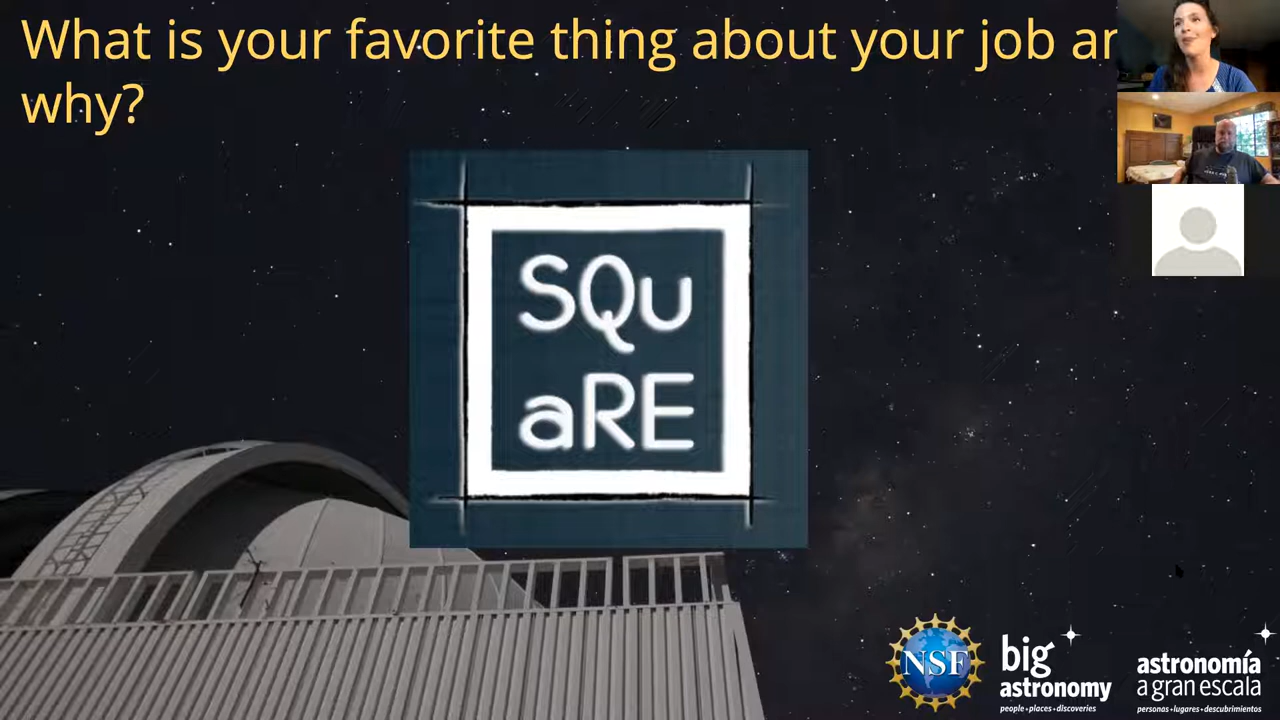 What is your favorite thing about your job
why?
SQu
aRE
NSF
big
astronomy
people • places • discoveries
astronomía
a gran escala
personas • lugares • descubrimientos